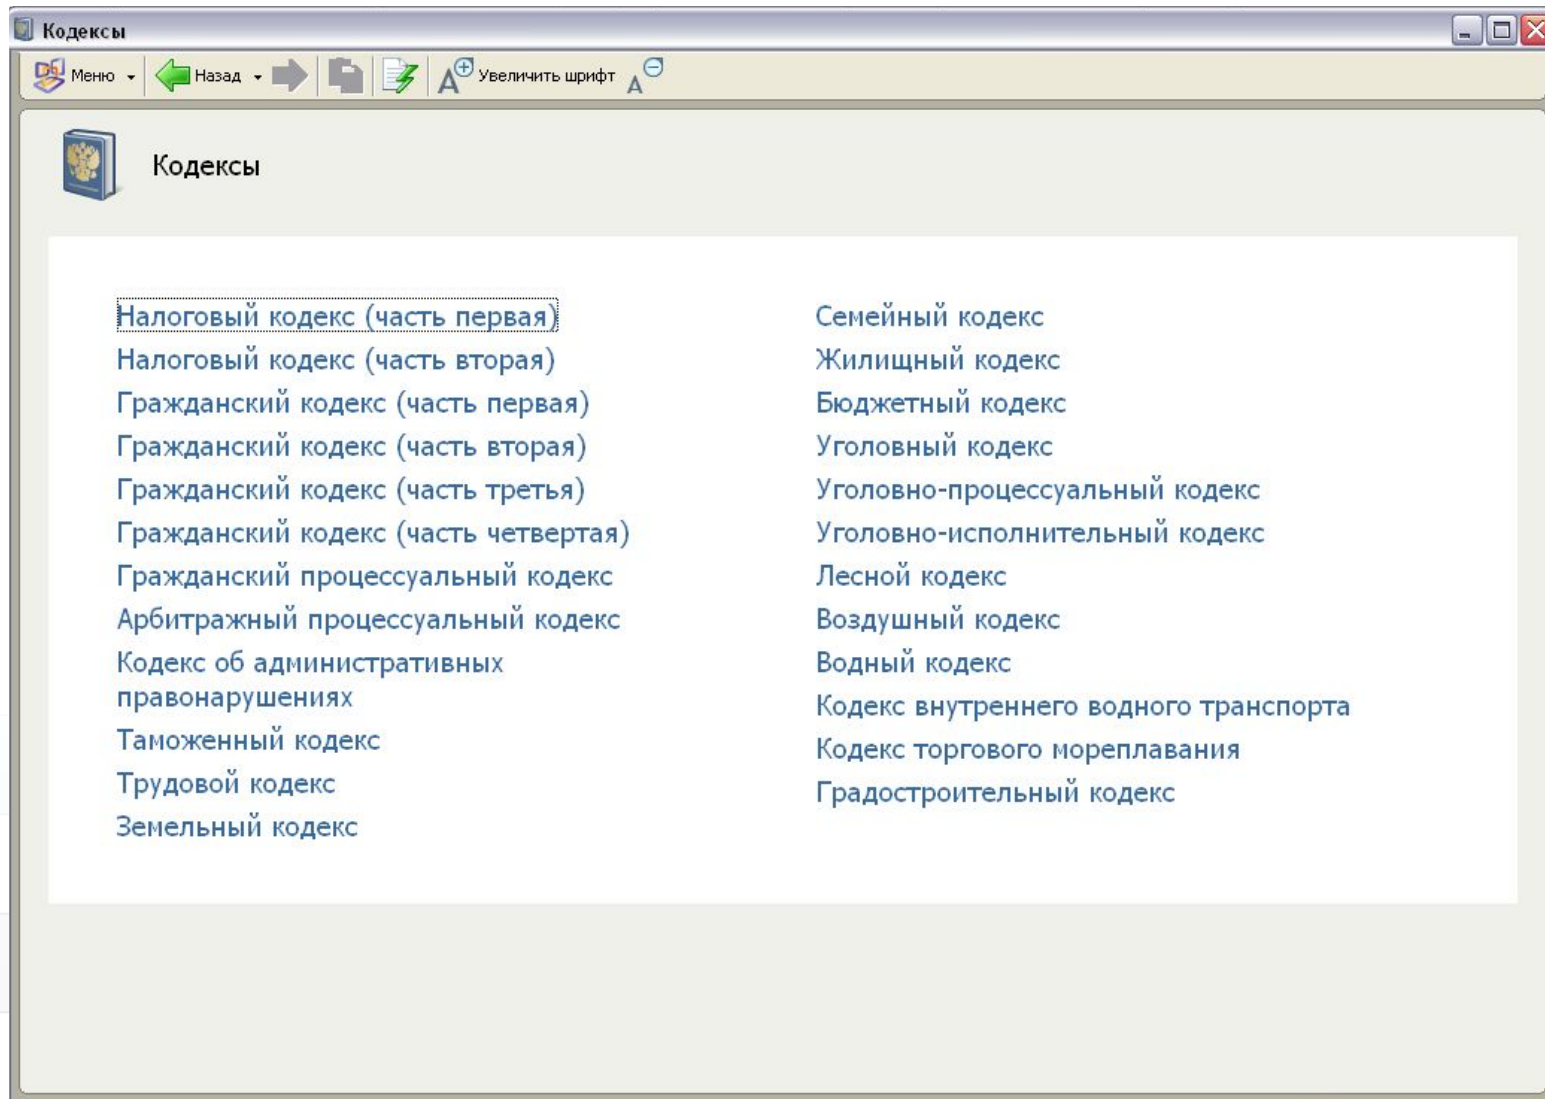 Кодексы
Меню
Назад
Увеличить шрифт
Кодексы
Налоговый кодекс (часть первая)
Налоговый кодекс (часть вторая)
Гражданский кодекс (часть первая)
Гражданский кодекс (часть вторая)
Гражданский кодекс (часть третья)
Гражданский кодекс (часть четвертая)
Гражданский процессуальный кодекс
Арбитражный процессуальный кодекс
Кодекс об административных
правонарушениях
Таможенный кодекс
Трудовой кодекс
Земельный кодекс
Семейный кодекс
Жилищный кодекс
Бюджетный кодекс
Уголовный кодекс
Уголовно-процессуальный кодекс
Уголовно-исполнительный кодекс
Лесной кодекс
Воздушный кодекс
Водный кодекс
Кодекс внутреннего водного транспорта
Кодекс торгового мореплавания
Градостроительный кодекс